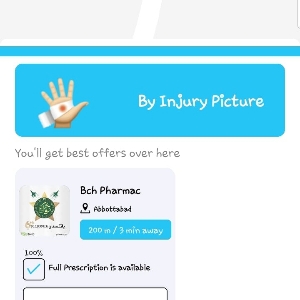 By Injury Picture
You'll get best offers over here
Bch Pharmac
Abbottabad
200 m / 3 min away
100%
Full Prescription is available